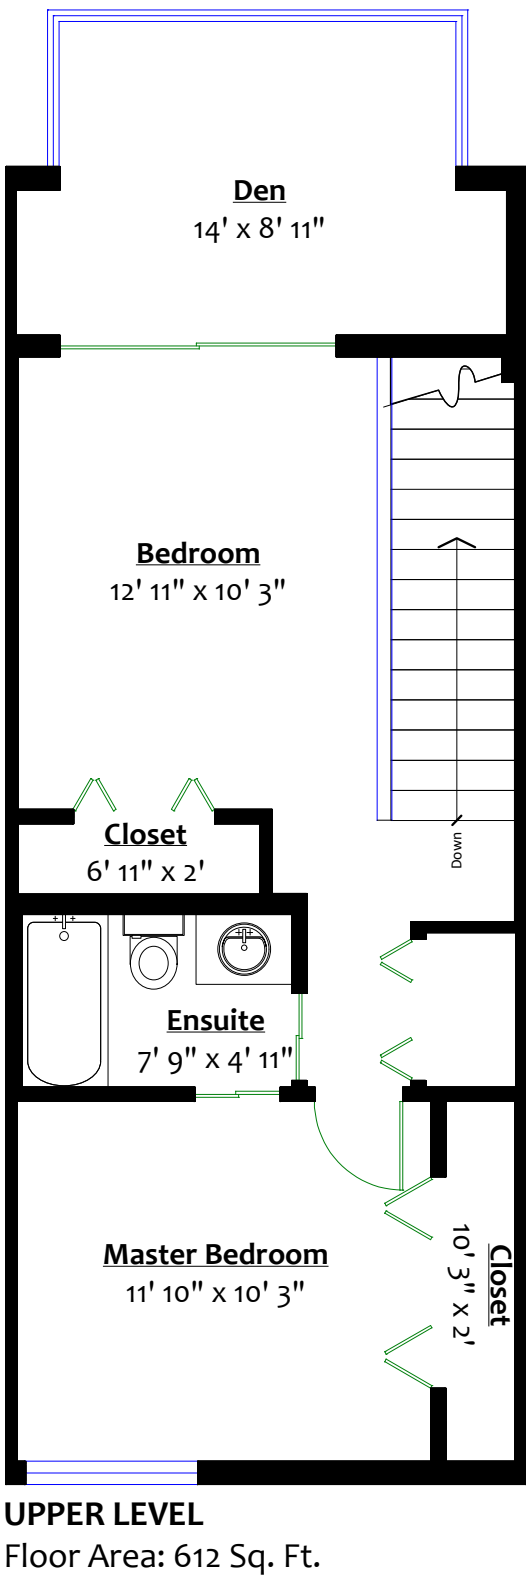 Den
14' x 8' 11"
Bedroom
12' 11" x 10' 3"
Closet
6' 11" x 2'
Down
Ensuite
7' 9" x 4' 11"
Master Bedroom
11' 10" x 10' 3"
Closet
10' 3" x 2'
UPPER LEVEL
Floor Area: 612 Sq. Ft.